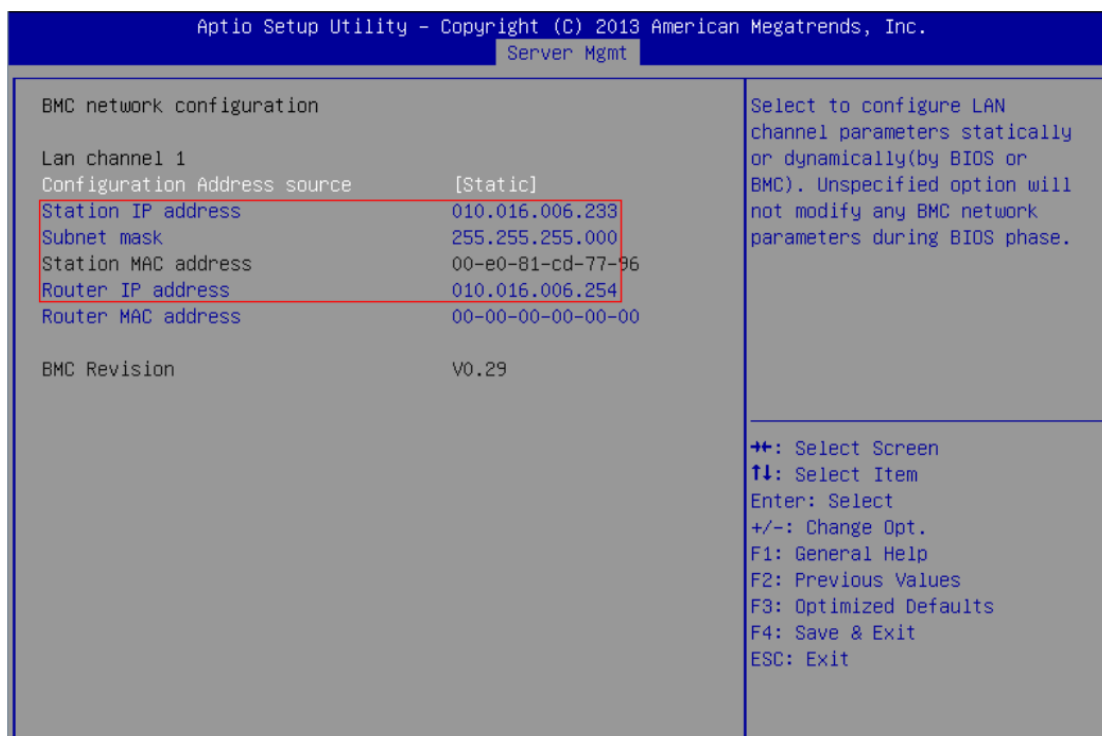 Aptio Setup Utility – Copyright (C) 2013 American Megatrends, Inc.
Server Mgmt
BMC network configuration
Lan channel 1
Configuration Address source [Static]
Station IP address 010.016.006.233
Subnet mask 255.255.255.000
Station MAC address 00-e0-81-cd-77-96
Router IP address 010.016.006.254
Router MAC address 00-00-00-00-00-00
BMC Revision V0.29
Select to configure LAN
channel parameters statically
or dynamically(by BIOS or
BMC). Unspecified option will
not modify any BMC network
parameters during BIOS phase.
→←: Select Screen
↑↓: Select Item
Enter: Select
+/-: Change Opt.
F1: General Help
F2: Previous Values
F3: Optimized Defaults
F4: Save & Exit
ESC: Exit